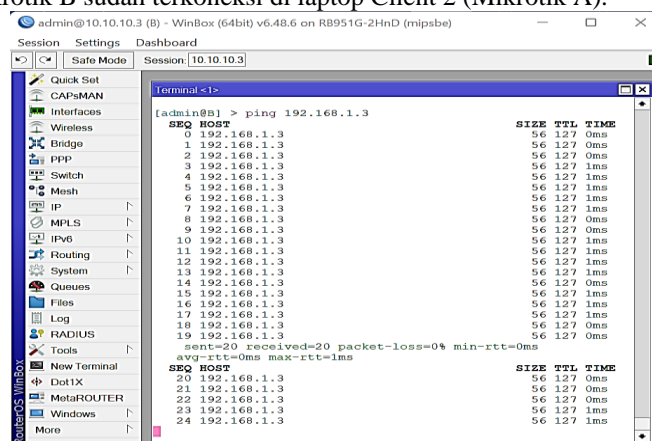 rotik B sudah terkoneksi di laptop Client 2 (Mikrotik A).
admin@10.10.10.3 (B) - WinBox (64bit) v6.48.6 on RB951G-2HnD (mipsbe)
Session Settings Dashboard
Safe Mode Session: 10.10.10.3
Quick Set
CAPsMAN
Interfaces
Wireless
Bridge
PPP
Switch
Mesh
IP
MPLS
IPv6
Routing
System
Queues
Files
Log
RADIUS
Tools
New Terminal
Dot1X
MetaROUTER
Windows
More
RouterOS WinBox
Terminal <1>
[admin@B] > ping 192.168.1.3
SEQ HOST SIZE TTL TIME
0 192.168.1.3 56 127 0ms
1 192.168.1.3 56 127 0ms
2 192.168.1.3 56 127 0ms
3 192.168.1.3 56 127 1ms
4 192.168.1.3 56 127 1ms
5 192.168.1.3 56 127 1ms
6 192.168.1.3 56 127 1ms
7 192.168.1.3 56 127 1ms
8 192.168.1.3 56 127 0ms
9 192.168.1.3 56 127 0ms
10 192.168.1.3 56 127 1ms
11 192.168.1.3 56 127 1ms
12 192.168.1.3 56 127 1ms
13 192.168.1.3 56 127 1ms
14 192.168.1.3 56 127 0ms
15 192.168.1.3 56 127 0ms
16 192.168.1.3 56 127 1ms
17 192.168.1.3 56 127 1ms
18 192.168.1.3 56 127 0ms
19 192.168.1.3 56 127 0ms
sent=20 received=20 packet-loss=0% min-rtt=0ms
avg-rtt=0ms max-rtt=1ms
SEQ HOST SIZE TTL TIME
20 192.168.1.3 56 127 0ms
21 192.168.1.3 56 127 0ms
22 192.168.1.3 56 127 0ms
23 192.168.1.3 56 127 1ms
24 192.168.1.3 56 127 1ms